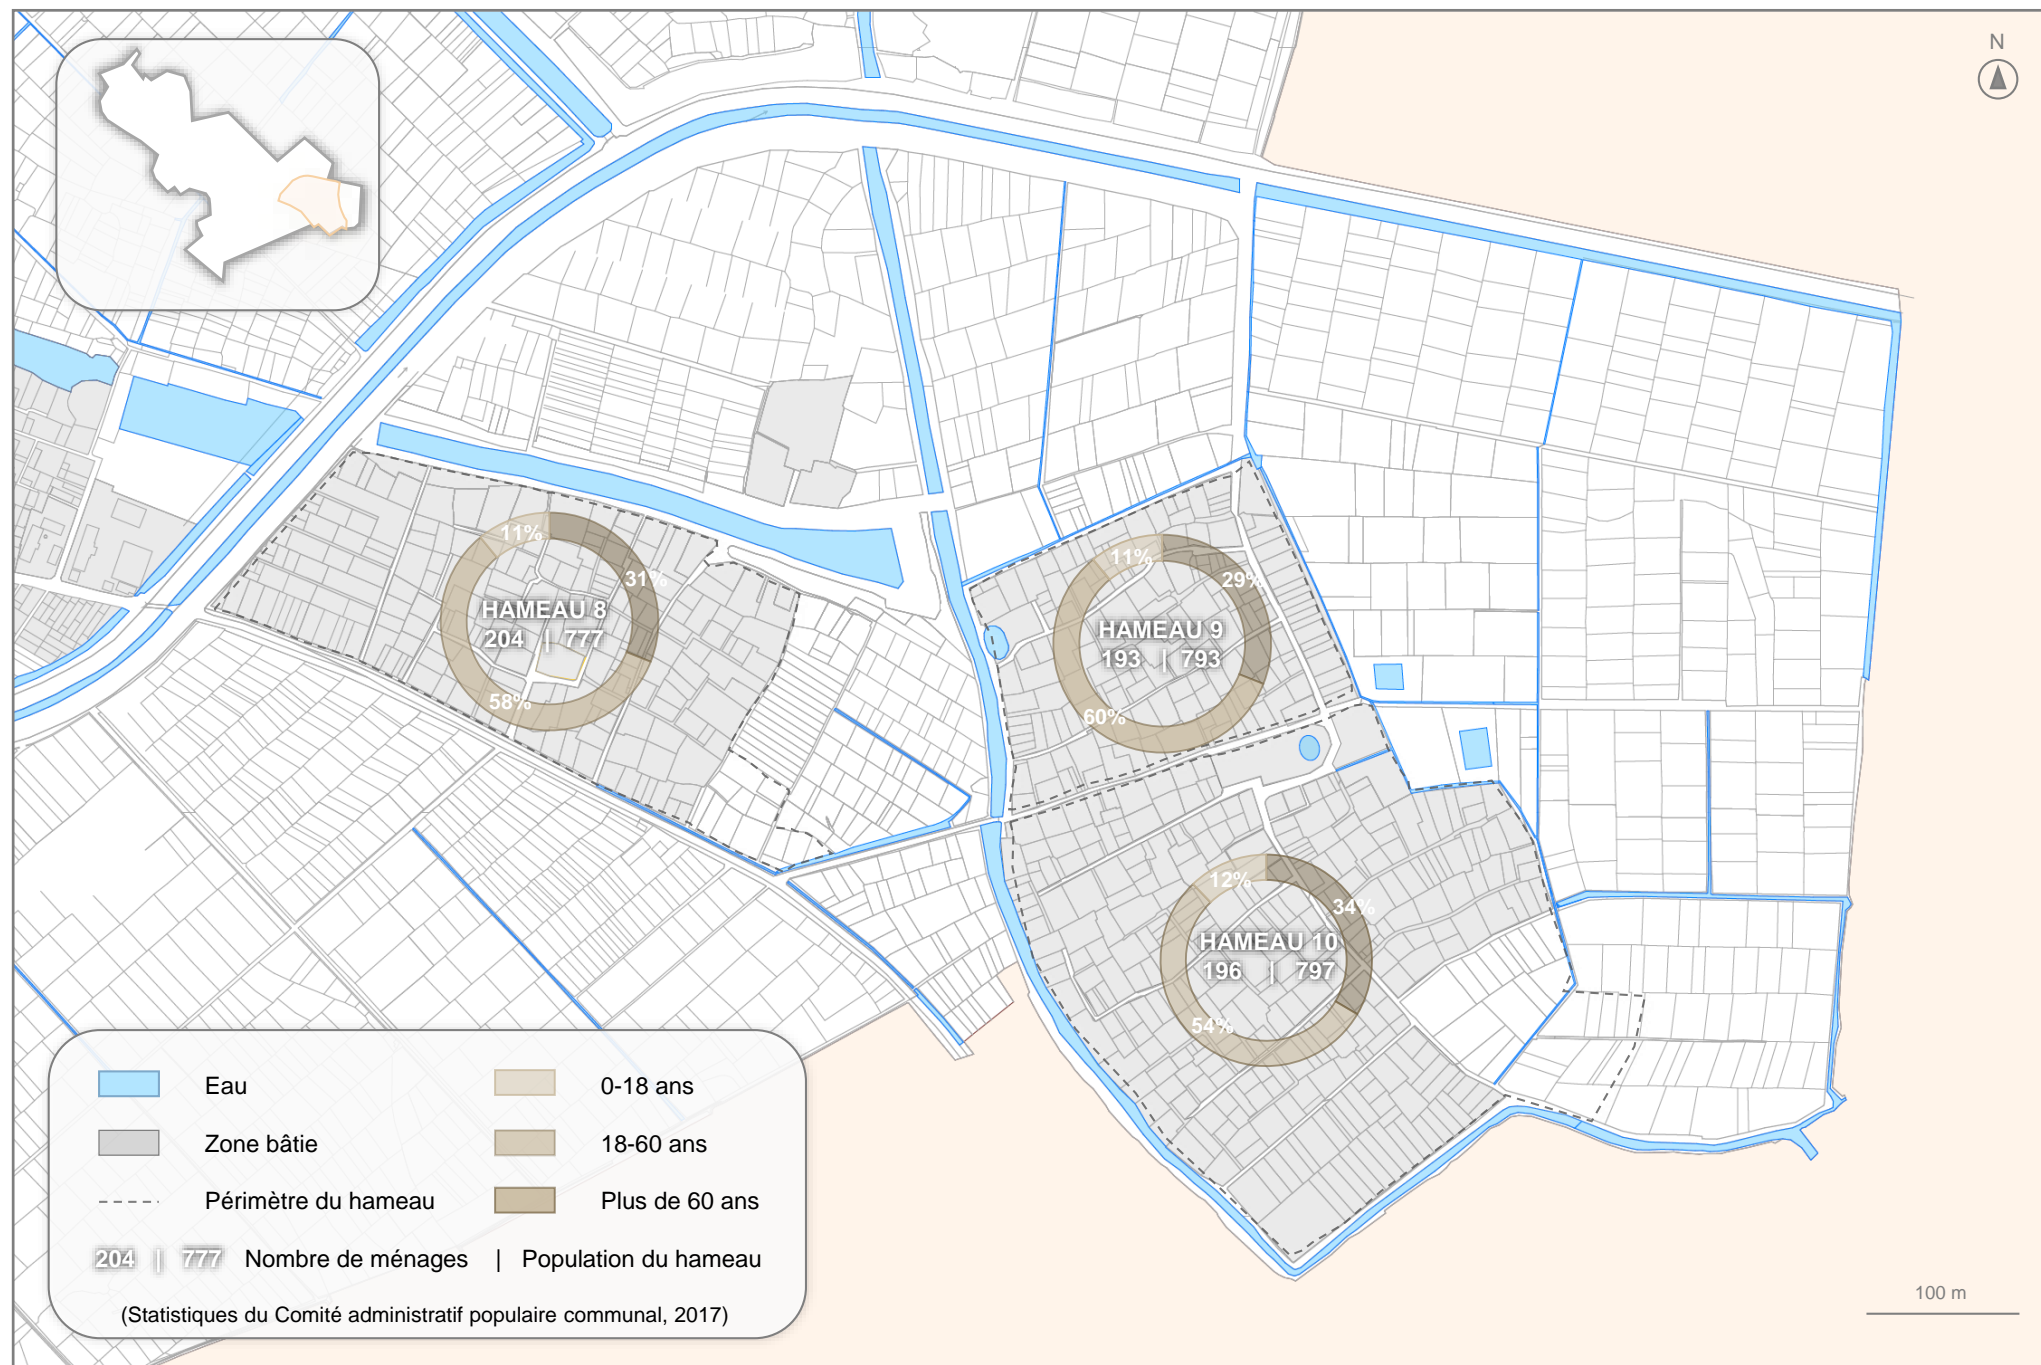 N
11%
31%
HAMEAU 8
204 | 777
58%
11%
29%
HAMEAU 9
193 | 793
60%
12%
34%
HAMEAU 10
196 | 797
54%
Eau
0-18 ans
Zone bâtie
18-60 ans
Périmètre du hameau
Plus de 60 ans
204 | 777 Nombre de ménages | Population du hameau
(Statistiques du Comité administratif populaire communal, 2017)
100 m